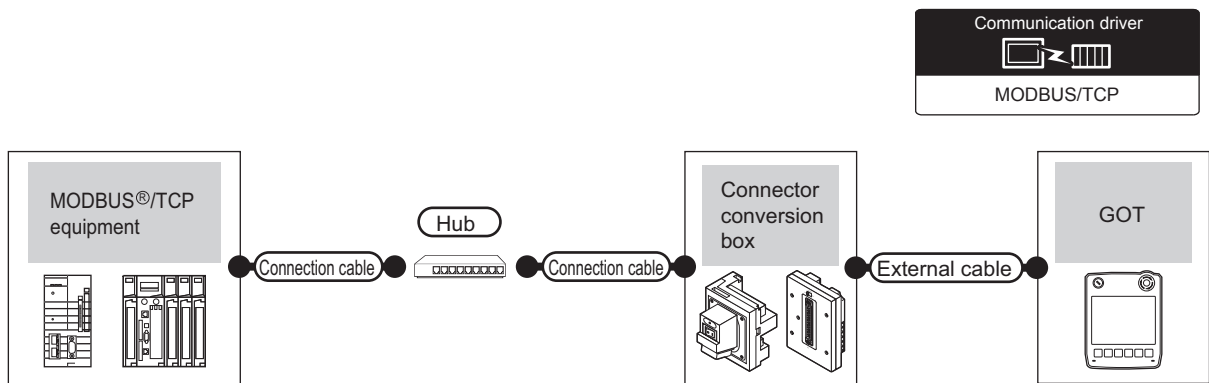 Communication driver
MODBUS/TCP
MODBUS®/TCP
equipment
Connection cable
Hub
Connection cable
Connector
conversion
box
External cable
GOT